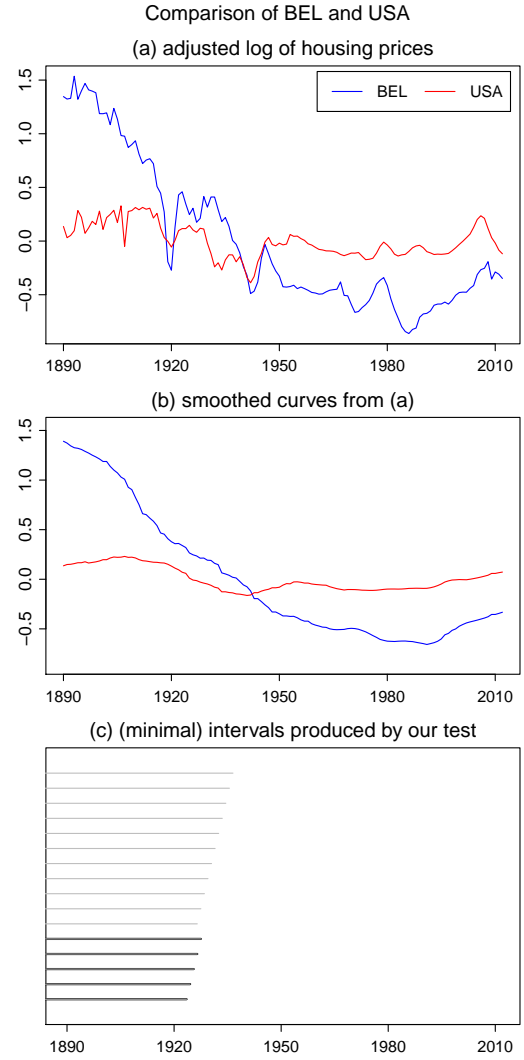 Comparison of BEL and USA
(a) adjusted log of housing prices
BEL USA
1.5
1.0
0.5
0.0
−0.5
1890 1920 1950 1980 2010
(b) smoothed curves from (a)
1.5
1.0
0.5
0.0
−0.5
1890 1920 1950 1980 2010
(c) (minimal) intervals produced by our test
1890 1920 1950 1980 2010